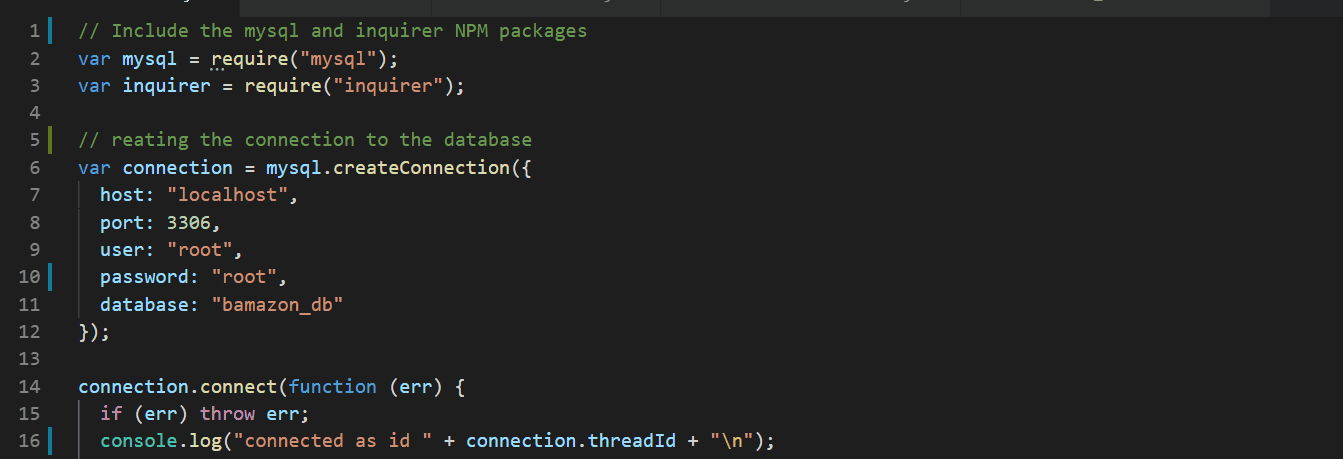 1 // Include the mysql and inquirer NPM packages
2 var mysql = require("mysql");
3 var inquirer = require("inquirer");
4
5 // reating the connection to the database
6 var connection = mysql.createConnection({
7   host: "localhost",
8   port: 3306,
9   user: "root",
10   password: "root",
11   database: "bamazon_db"
12 });
13
14 connection.connect(function (err) {
15   if (err) throw err;
16   console.log("connected as id " + connection.threadId + "\n");